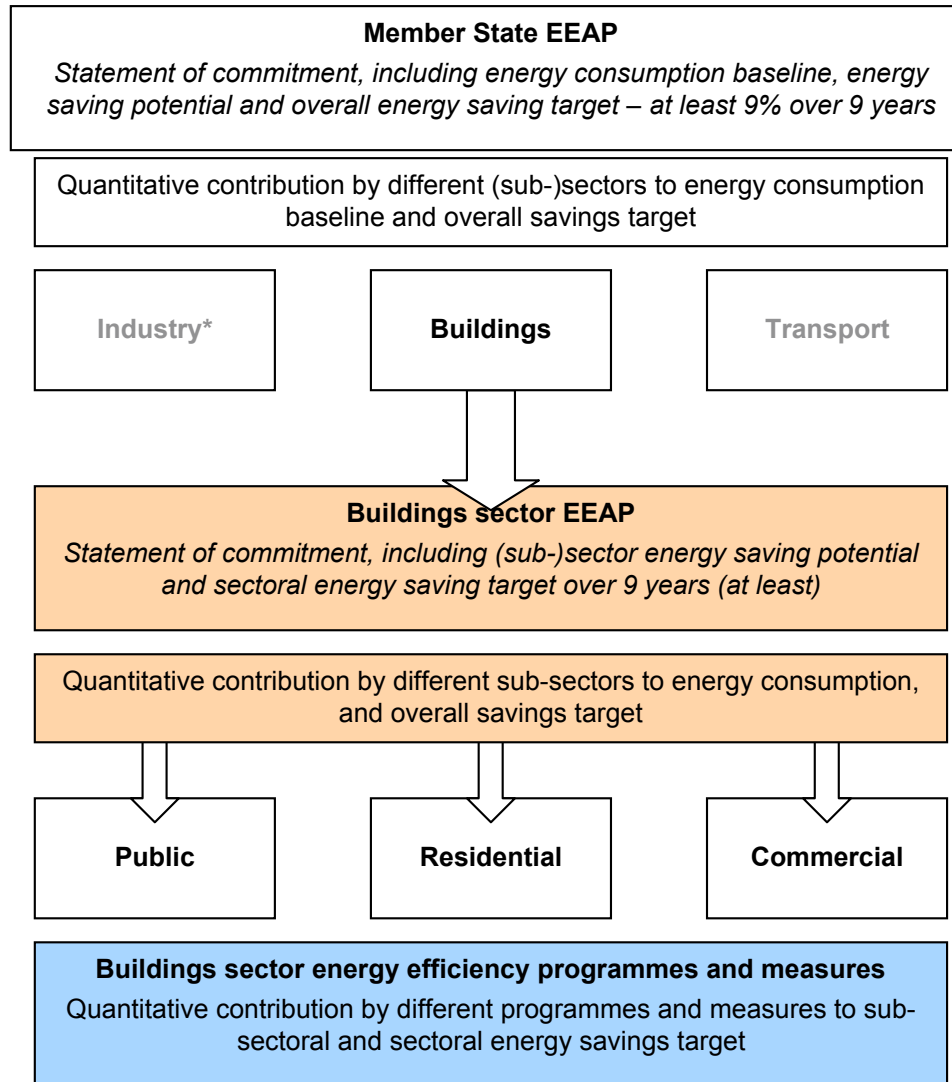 Member State EEAP
Statement of commitment, including energy consumption baseline, energy
saving potential and overall energy saving target – at least 9% over 9 years
Quantitative contribution by different (sub-)sectors to energy consumption
baseline and overall savings target
Industry*
Buildings
Transport
Buildings sector EEAP
Statement of commitment, including (sub-)sector energy saving potential
and sectoral energy saving target over 9 years (at least)
Quantitative contribution by different sub-sectors to energy consumption,
and overall savings target
Public
Residential
Commercial
Buildings sector energy efficiency programmes and measures
Quantitative contribution by different programmes and measures to sub-
sectoral and sectoral energy savings target